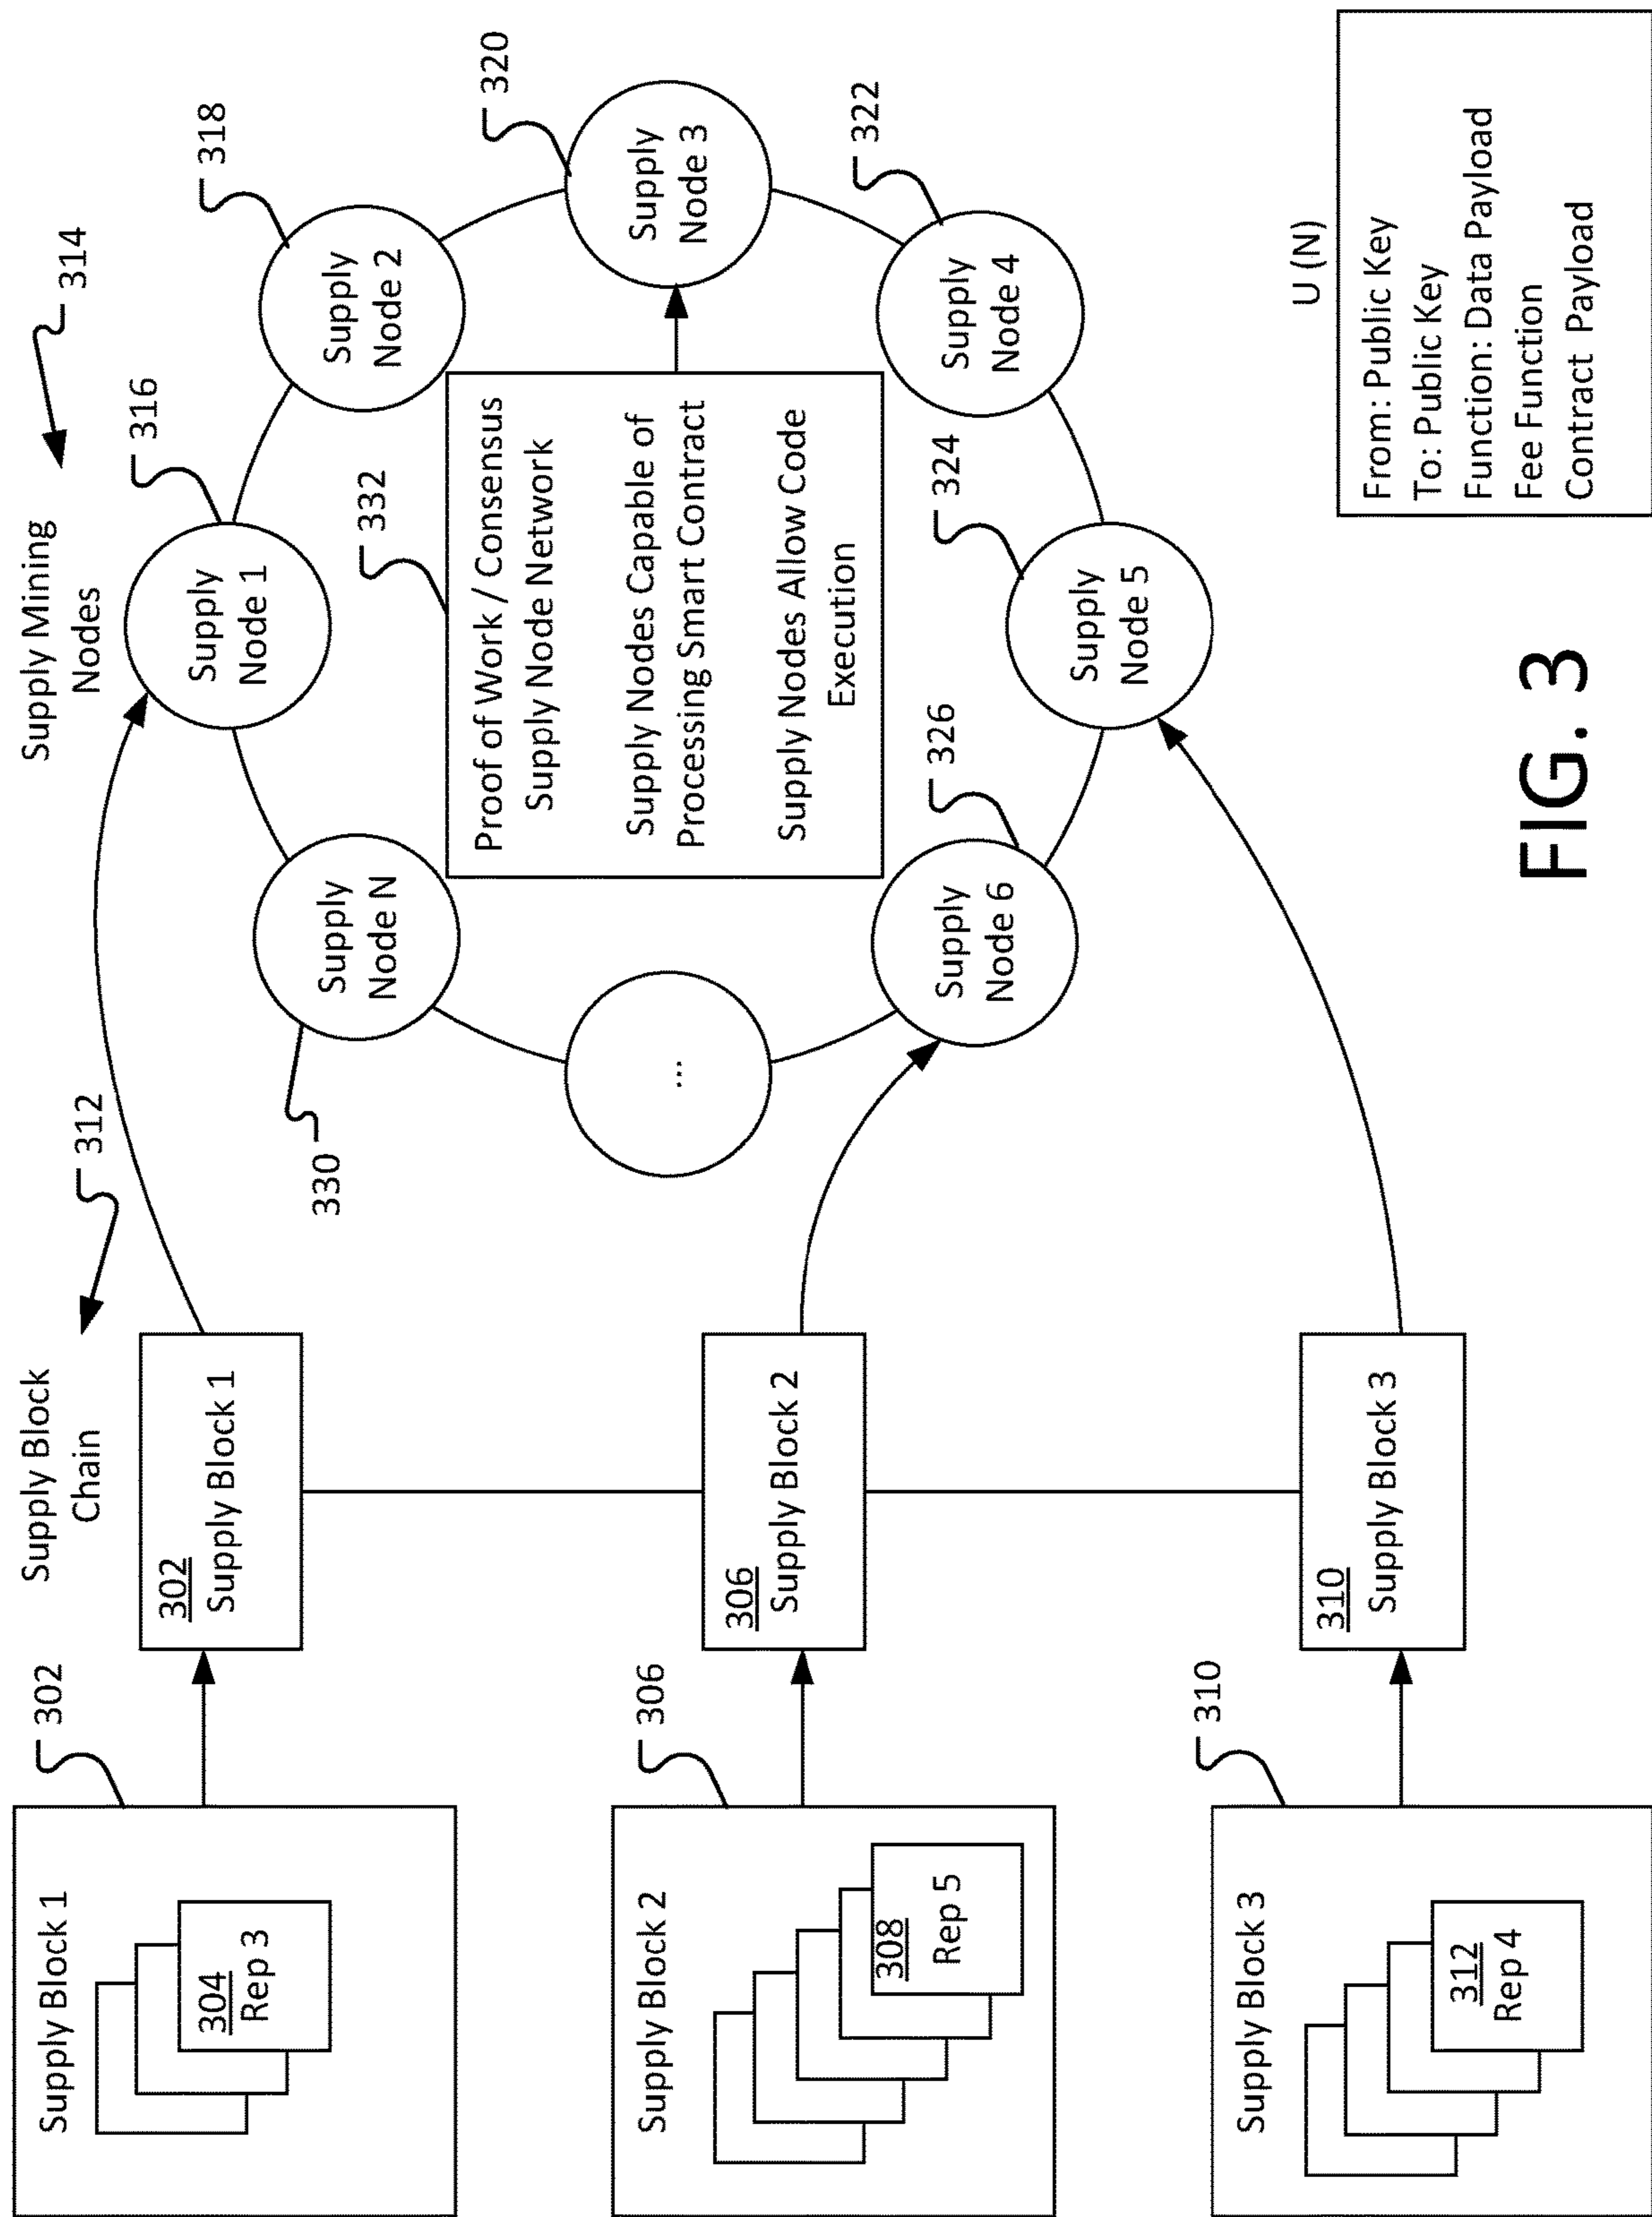 Supply Block 1
304
Rep 3
302
Supply Block 2
308
Rep 5
306
Supply Block 3
312
Rep 4
310
Supply Block
Chain
312
302
Supply Block 1
306
Supply Block 2
310
Supply Block 3
Supply Mining
Nodes
314
Supply
Node 1
316
Supply
Node 2
318
Supply
Node 3
320
Supply
Node 4
322
Supply
Node 5
324
Supply
Node 6
326
...
Supply
Node N
330
332
Proof of Work / Consensus
Supply Node Network
Supply Nodes Capable of
Processing Smart Contract
Supply Nodes Allow Code
Execution
U (N)
From: Public Key
To: Public Key
Function: Data Payload
Fee Function
Contract Payload
FIG. 3